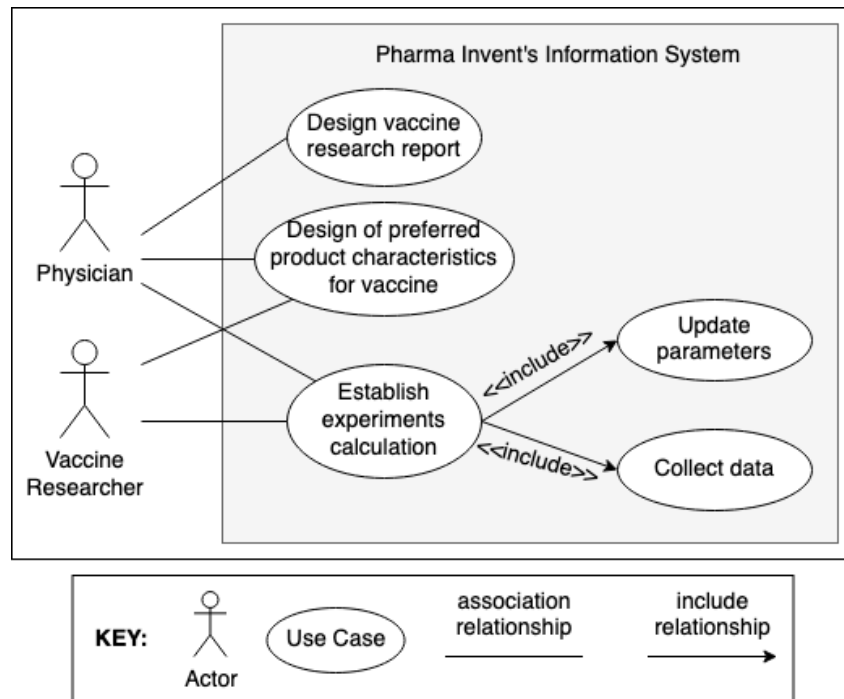 Pharma Invent's Information System
Design vaccine
research report
Physician
Design of preferred
product characteristics
for vaccine
Vaccine
Researcher
Establish
experiments
calculation
<<include>>
Update
parameters
<<include>>
Collect data
KEY:
Actor
Use Case
association
relationship
include
relationship